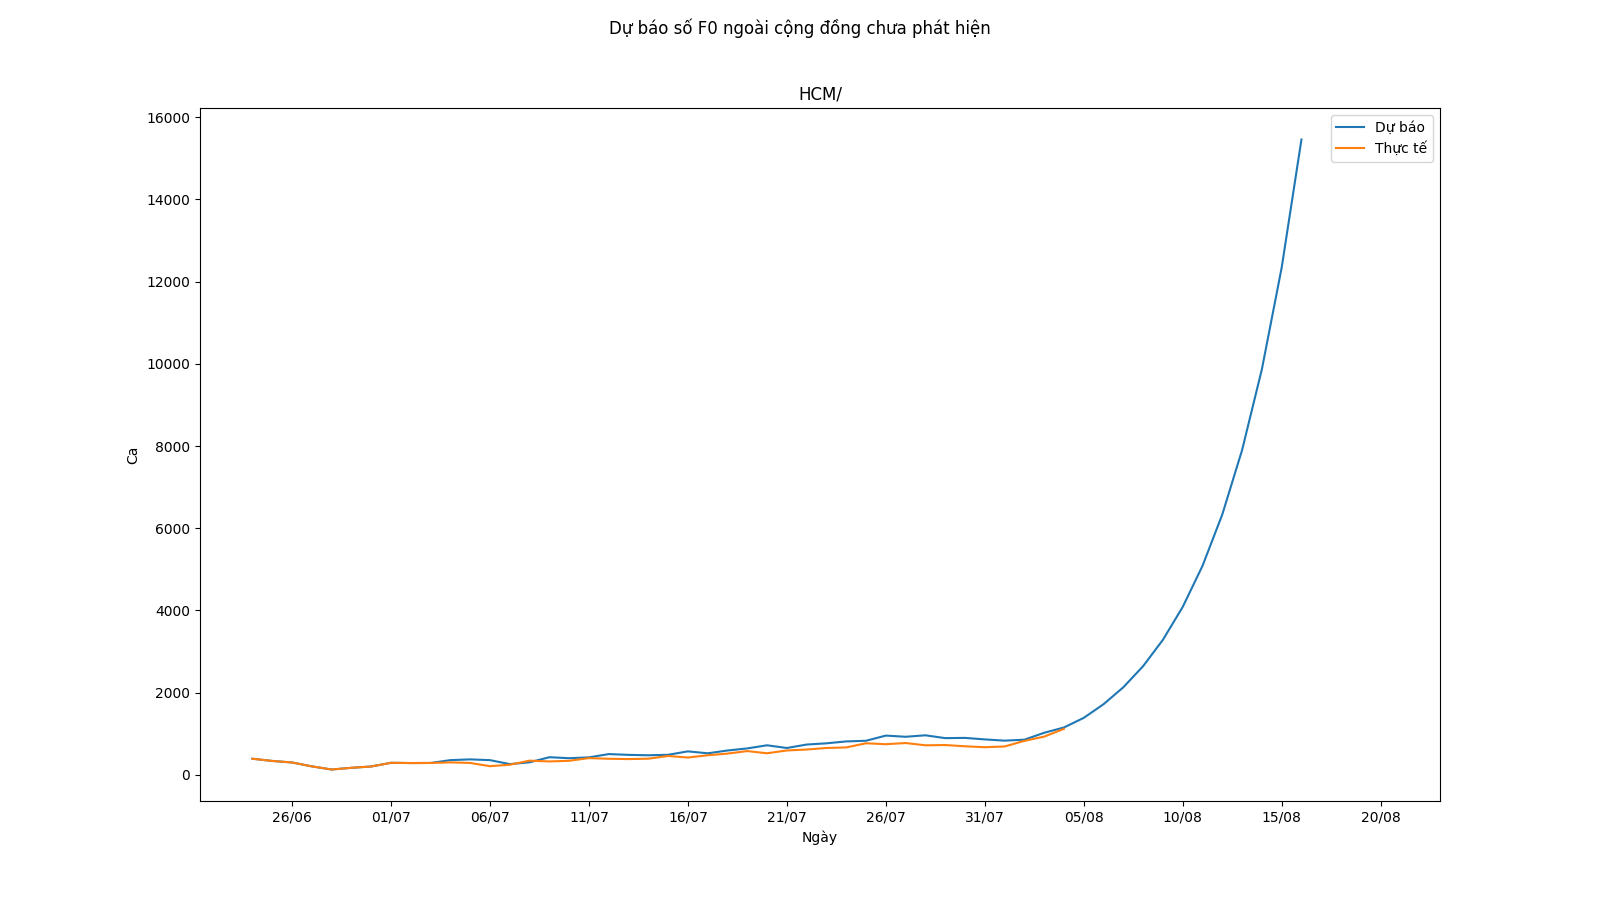 Dự báo số F0 ngoài cộng đồng chưa phát hiện
HCM/
16000
14000
12000
10000
8000
6000
4000
2000
0
Ca
Dự báo
Thực tế
26/06 01/07 06/07 11/07 16/07 21/07 26/07 31/07 05/08 10/08 15/08 20/08
Ngày